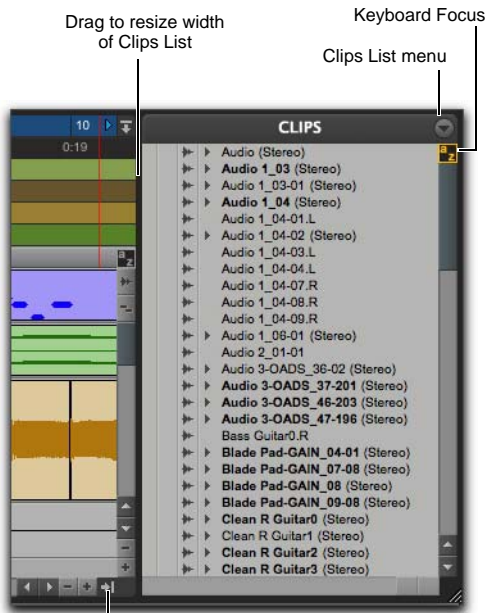 Drag to resize width
of Clips List
Keyboard Focus
Clips List menu
10
0:19
CLIPS
a z
a z
Audio (Stereo)
Audio 1_03 (Stereo)
Audio 1_03-01 (Stereo)
Audio 1_04 (Stereo)
Audio 1_04-01.L
Audio 1_04-02 (Stereo)
Audio 1_04-03.L
Audio 1_04-04.L
Audio 1_04-07.R
Audio 1_04-08.R
Audio 1_04-09.R
Audio 1_06-01 (Stereo)
Audio 2_01-01
Audio 3-OADS_36-02 (Stereo)
Audio 3-OADS_37-201 (Stereo)
Audio 3-OADS_46-203 (Stereo)
Audio 3-OADS_47-196 (Stereo)
Bass Guitar0.R
Blade Pad-GAIN_04-01 (Stereo)
Blade Pad-GAIN_07-08 (Stereo)
Blade Pad-GAIN_08 (Stereo)
Blade Pad-GAIN_09-08 (Stereo)
Clean R Guitar0 (Stereo)
Clean R Guitar1 (Stereo)
Clean R Guitar2 (Stereo)
Clean R Guitar3 (Stereo)